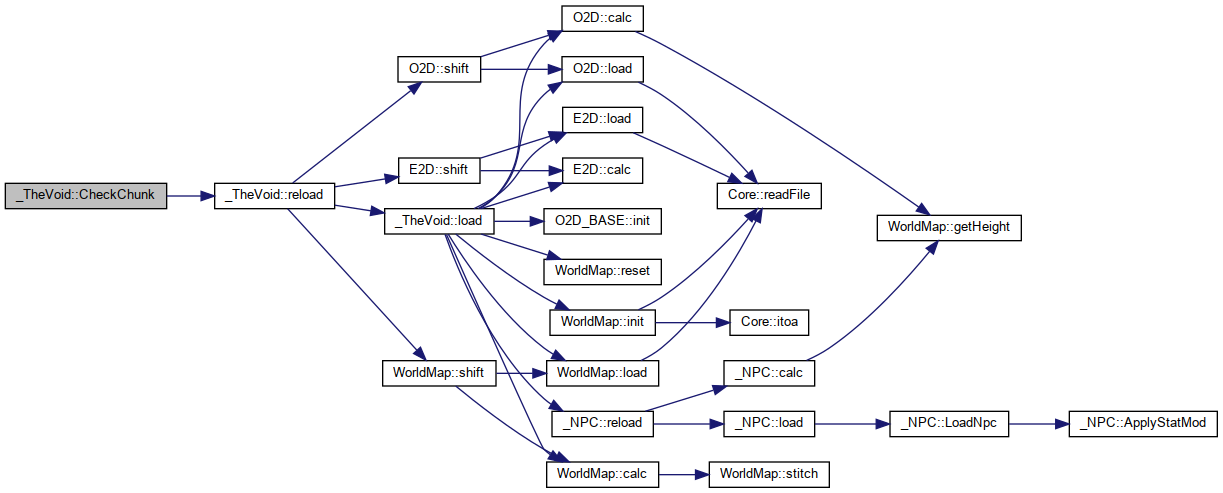 _TheVoid::CheckChunk
_TheVoid::reload
O2D::shift
E2D::shift
_TheVoid::load
WorldMap::shift
O2D::calc
O2D::load
E2D::load
E2D::calc
O2D_BASE::init
WorldMap::reset
WorldMap::init
WorldMap::load
_NPC::reload
WorldMap::calc
Core::readFile
Core::itoa
_NPC::calc
_NPC::load
WorldMap::stitch
WorldMap::getHeight
_NPC::LoadNpc
_NPC::ApplyStatMod